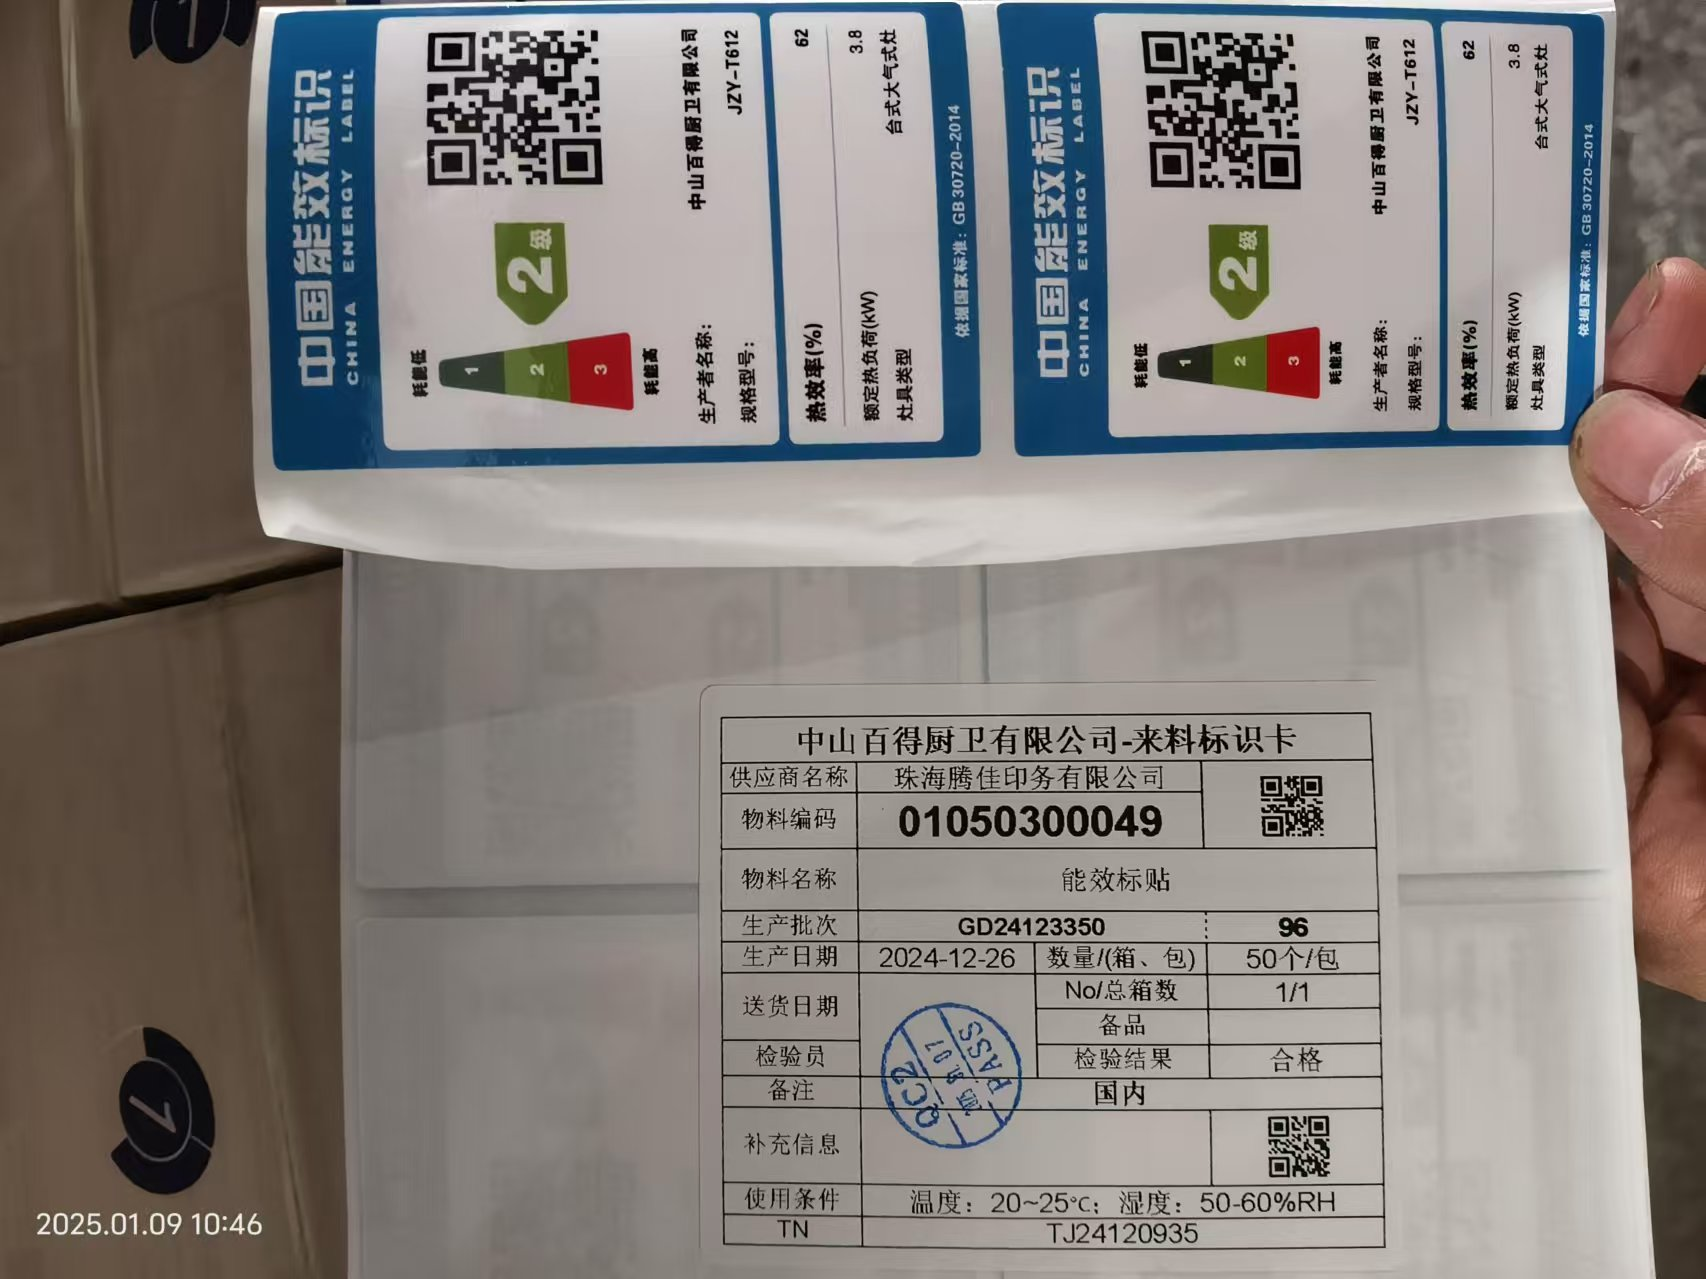 中国能效标识
CHINA ENERGY LABEL
耗能低
1
2
3
耗能高
2级
生产者名称: 中山百得厨卫有限公司
规格型号: JZY-T612
热效率(%) 62
额定热负荷(kW) 3.8
灶具类型 台式大气式灶
依据国家标准: GB 30720-2014
中国能效标识
CHINA ENERGY LABEL
耗能低
1
2
3
耗能高
2级
生产者名称: 中山百得厨卫有限公司
规格型号: JZY-T612
热效率(%) 62
额定热负荷(kW) 3.8
灶具类型 台式大气式灶
依据国家标准: GB 30720-2014
中山百得厨卫有限公司-来料标识卡
供应商名称 珠海腾佳印务有限公司
物料编码 01050300049
物料名称 能效标贴
生产批次 GD24123350 96
生产日期 2024-12-26 数量/(箱、包) 50个/包
送货日期 No/总箱数 1/1
备品
检验员 检验结果 合格
备注 国内
补充信息
使用条件 温度：20~25℃；湿度：50-60%RH
TN TJ24120935
QC2
PASS
2025.01.09 10:46